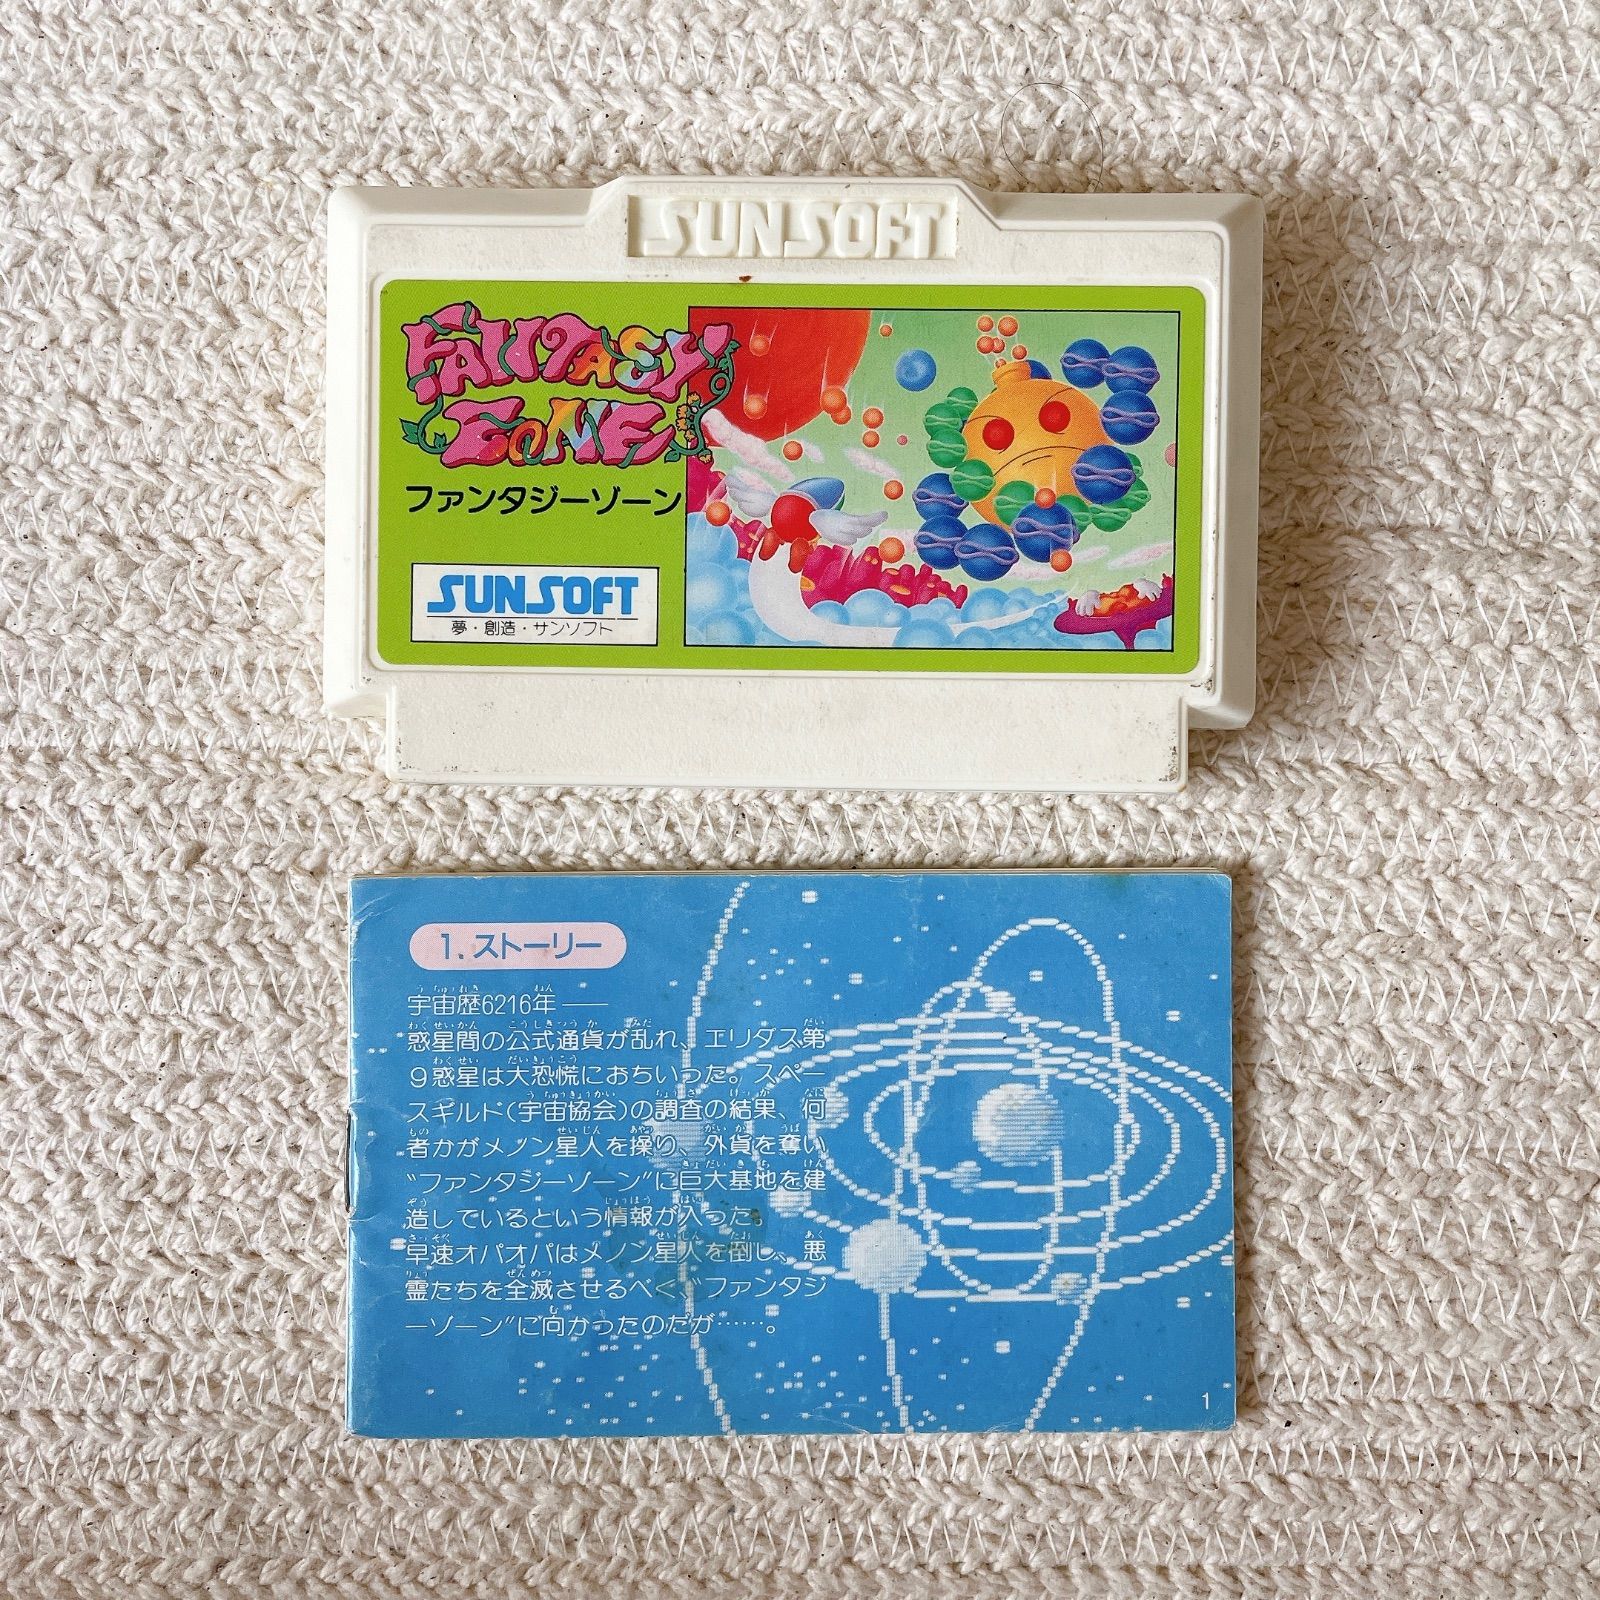 SUNSOFT
FANTASY
ZONE
ファンタジーゾーン
SUNSOFT
夢・創造・サンソフト
1. ストーリー
宇宙歴6216年——
惑星間の公式通貨が乱れ、エリダス第
9惑星は大恐慌におちいった。スペー
スギルド(宇宙協会)の調査の結果、何
者かがメノン星人を操り、外貨を奪い
“ファンタジーゾーン”に巨大基地を建
造しているという情報が入った。
早速オパオパはメノン星人を倒し、悪
霊たちを全滅させるべく、“ファンタジ
ーゾーン”に向かったのだが……。
1